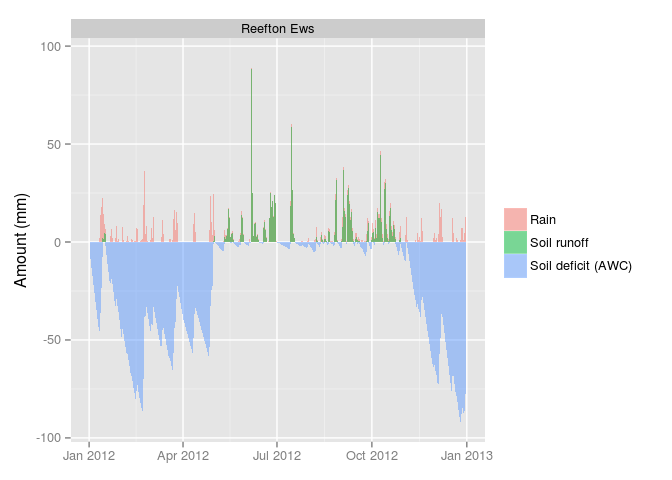 Reefton Ews
Amount (mm)
100
50
0
-50
-100
Jan 2012 Apr 2012 Jul 2012 Oct 2012 Jan 2013
Rain
Soil runoff
Soil deficit (AWC)